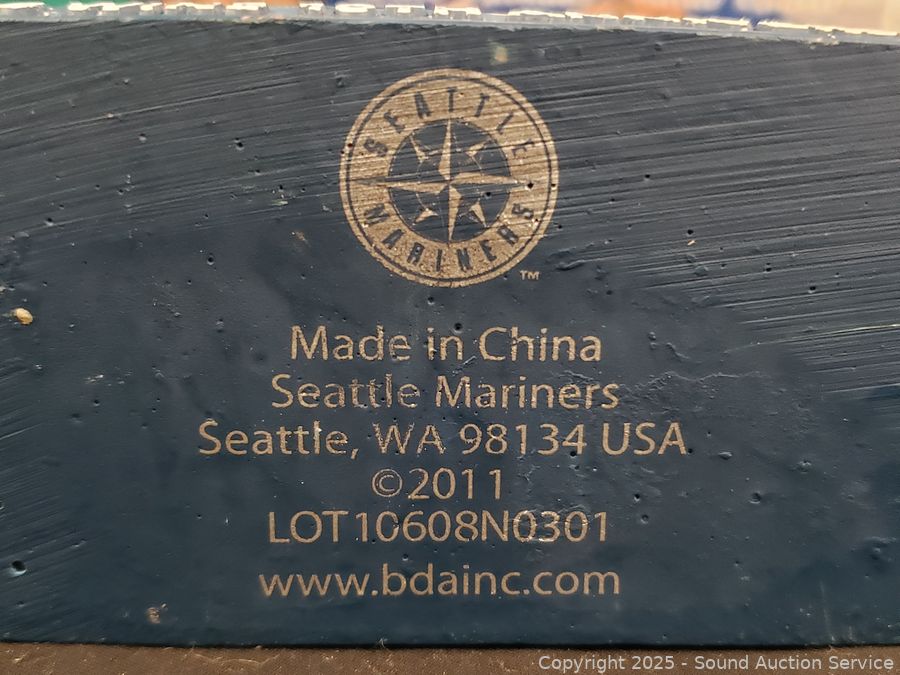 SEATTLE
MARINERS
TM
Made in China
Seattle Mariners
Seattle, WA 98134 USA
©2011
LOT10608N0301
www.bdainc.com
Copyright 2025 - Sound Auction Service